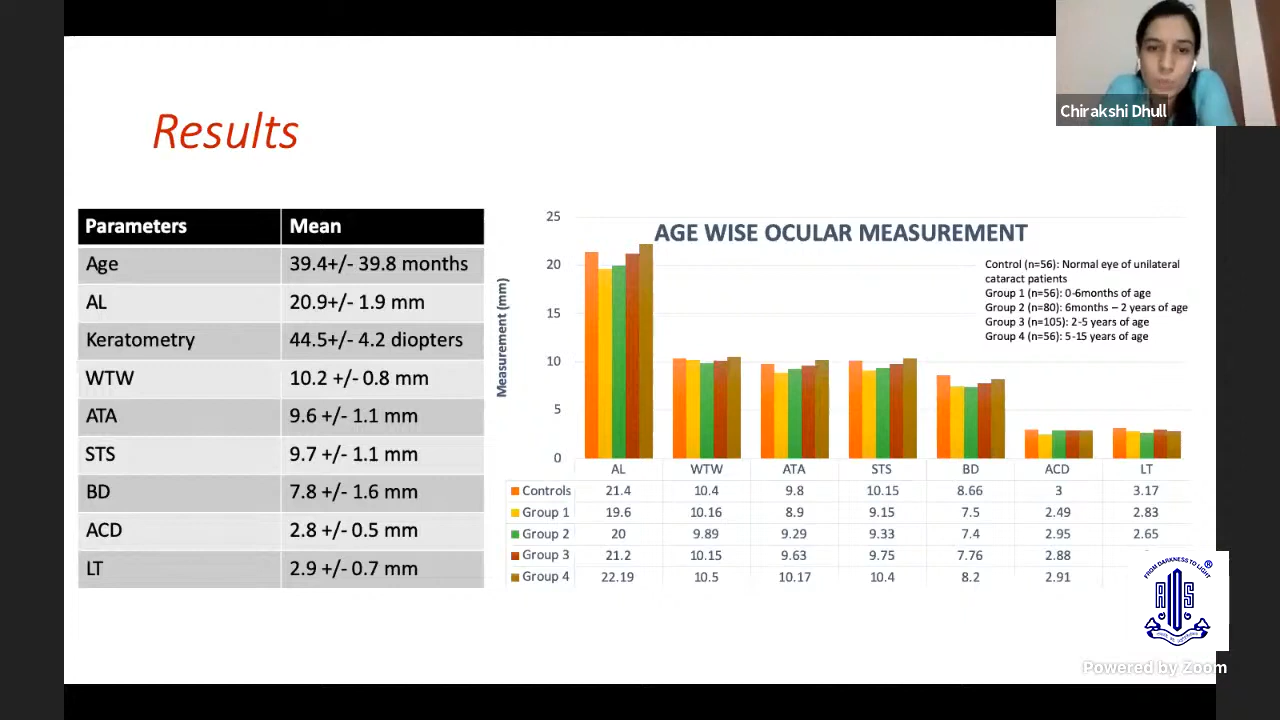 Chirakshi Dhull
Results
Parameters Mean
Age 39.4+/- 39.8 months
AL 20.9+/- 1.9 mm
Keratometry 44.5+/- 4.2 diopters
WTW 10.2 +/- 0.8 mm
ATA 9.6 +/- 1.1 mm
STS 9.7 +/- 1.1 mm
BD 7.8 +/- 1.6 mm
ACD 2.8 +/- 0.5 mm
LT 2.9 +/- 0.7 mm
AGE WISE OCULAR MEASUREMENT
Measurement (mm)
25
20
15
10
5
0
Control (n=56): Normal eye of unilateral
cataract patients
Group 1 (n=56): 0-6months of age
Group 2 (n=80): 6months – 2 years of age
Group 3 (n=105): 2-5 years of age
Group 4 (n=56): 5-15 years of age
AL WTW ATA STS BD ACD LT
Controls 21.4 10.4 9.8 10.15 8.66 3 3.17
Group 1 19.6 10.16 8.9 9.15 7.5 2.49 2.83
Group 2 20 9.89 9.29 9.33 7.4 2.95 2.65
Group 3 21.2 10.15 9.63 9.75 7.76 2.88
Group 4 22.19 10.5 10.17 10.4 8.2 2.91
FROM DARKNESS TO LIGHT ®
Powered by Zoom